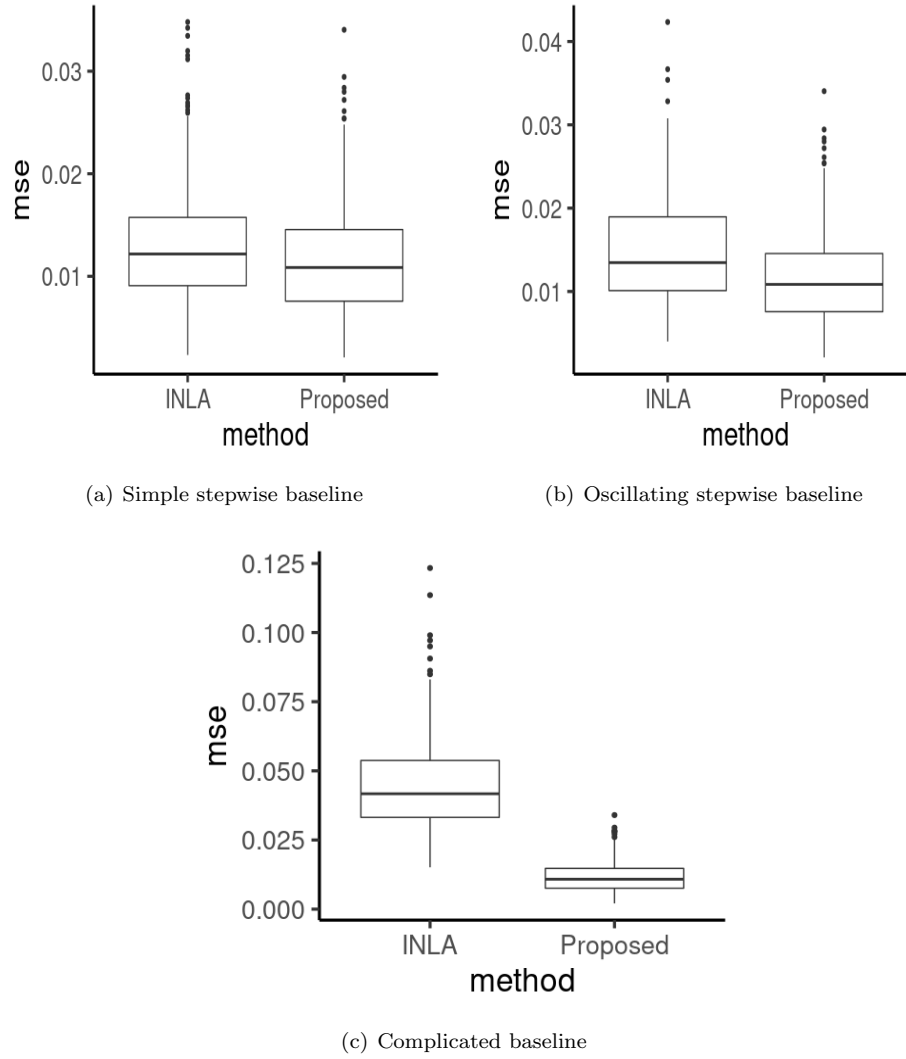 mse
0.03
0.02
0.01
INLA
Proposed
method
(a) Simple stepwise baseline
mse
0.04
0.03
0.02
0.01
INLA
Proposed
method
(b) Oscillating stepwise baseline
mse
0.125
0.100
0.075
0.050
0.025
0.000
INLA
Proposed
method
(c) Complicated baseline